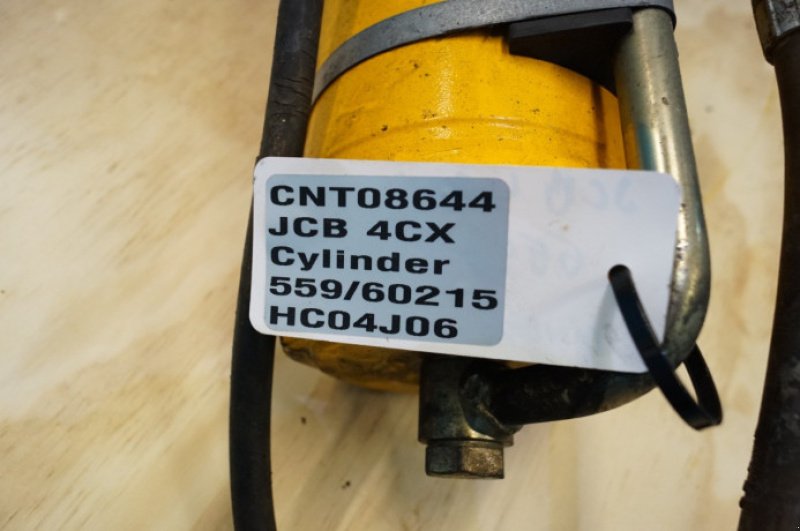 CNT08644
JCB 4CX
Cylinder
559/60215
HC04J06